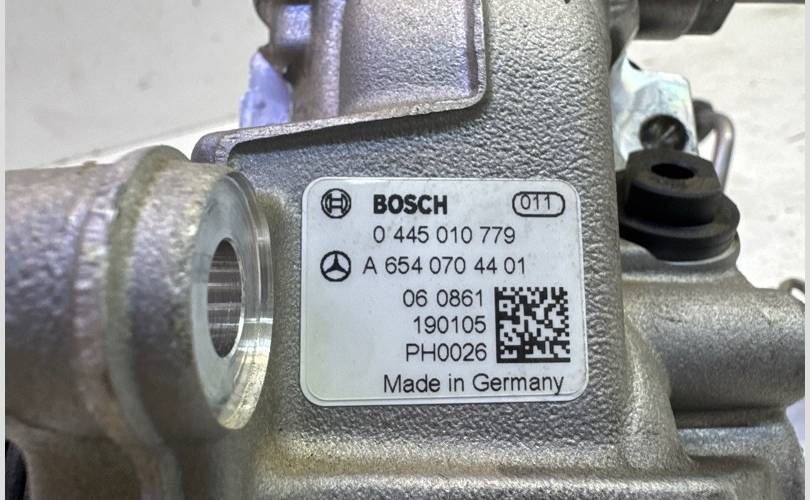 BOSCH 011
0 445 010 779
A 654 070 44 01
06 0861
190105
PH0026
Made in Germany